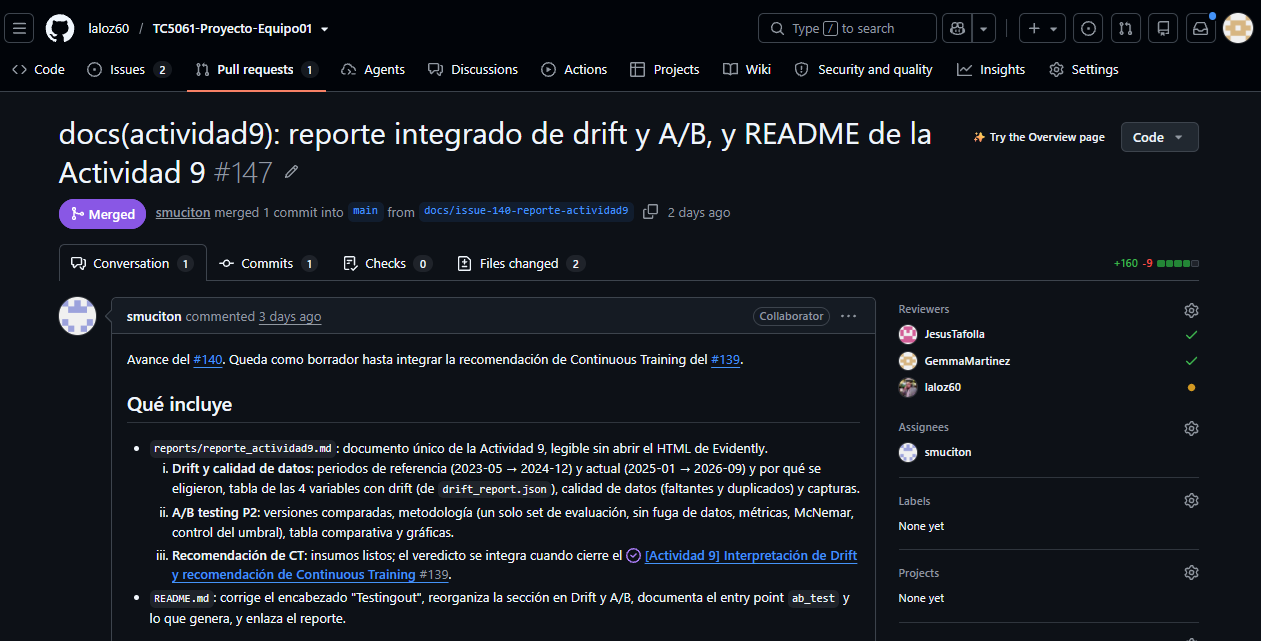 laloz60 / TC5061-Proyecto-Equipo01
Type / to search
Code Issues 2 Pull requests 1 Agents Discussions Actions Projects Wiki Security and quality Insights Settings
docs(actividad9): reporte integrado de drift y A/B, y README de la
Actividad 9 #147
Try the Overview page
Code
Merged smuciton merged 1 commit into main from docs/issue-140-reporte-actividad9 2 days ago
Conversation 1 Commits 1 Checks 0 Files changed 2
+160 -9
smuciton commented 3 days ago
Collaborator
Avance del #140. Queda como borrador hasta integrar la recomendación de Continuous Training del #139.
Qué incluye
• reports/reporte_actividad9.md: documento único de la Actividad 9, legible sin abrir el HTML de Evidently.
i. Drift y calidad de datos: periodos de referencia (2023-05 → 2024-12) y actual (2025-01 → 2026-09) y por qué se
eligieron, tabla de las 4 variables con drift (de drift_report.json), calidad de datos (faltantes y duplicados) y capturas.
ii. A/B testing P2: versiones comparadas, metodología (un solo set de evaluación, sin fuga de datos, métricas, McNemar,
control del umbral), tabla comparativa y gráficas.
iii. Recomendación de CT: insumos listos; el veredicto se integra cuando cierre el [Actividad 9] Interpretación de Drift
y recomendación de Continuous Training #139.
• README.md: corrige el encabezado "Testingout", reorganiza la sección en Drift y A/B, documenta el entry point ab_test y
lo que genera, y enlaza el reporte.
Reviewers
JesusTafolla
GemmaMartinez
laloz60
Assignees
smuciton
Labels
None yet
Projects
None yet